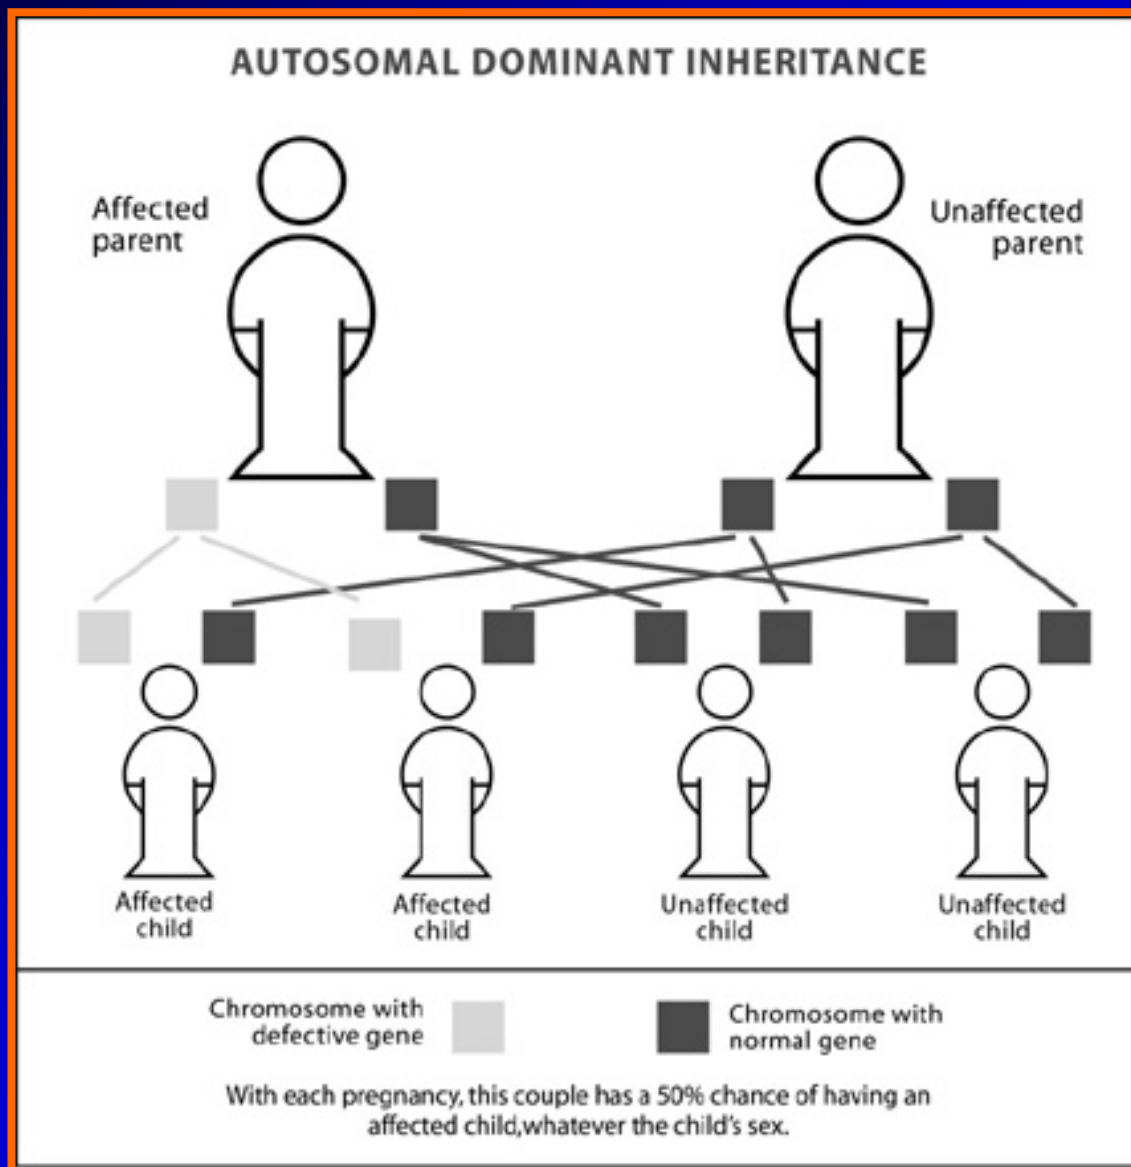 AUTOSOMAL DOMINANT INHERITANCE
Affected
parent
Unaffected
parent
Affected
child
Affected
child
Unaffected
child
Unaffected
child
Chromosome with
defective gene
Chromosome with
normal gene
With each pregnancy, this couple has a 50% chance of having an
affected child,whatever the child's sex.